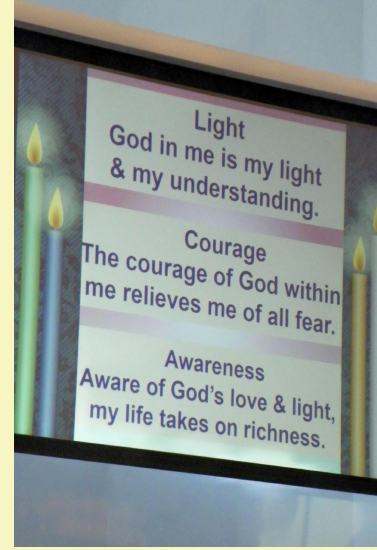 Light
God in me is my light
& my understanding.
Courage
The courage of God within
me relieves me of all fear.
Awareness
Aware of God's love & light,
my life takes on richness.